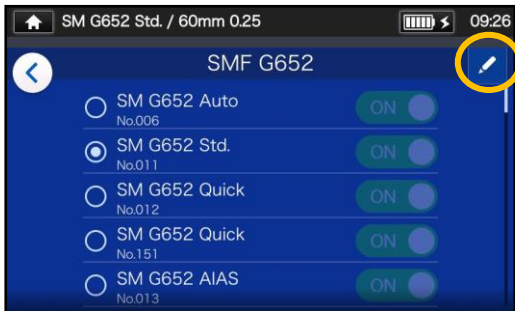 SM G652 Std. / 60mm 0.25 09:26
SMF G652
SM G652 Auto ON
No.006
SM G652 Std. ON
No.011
SM G652 Quick ON
No.012
SM G652 Quick ON
No.151
SM G652 AIAS ON
No.013